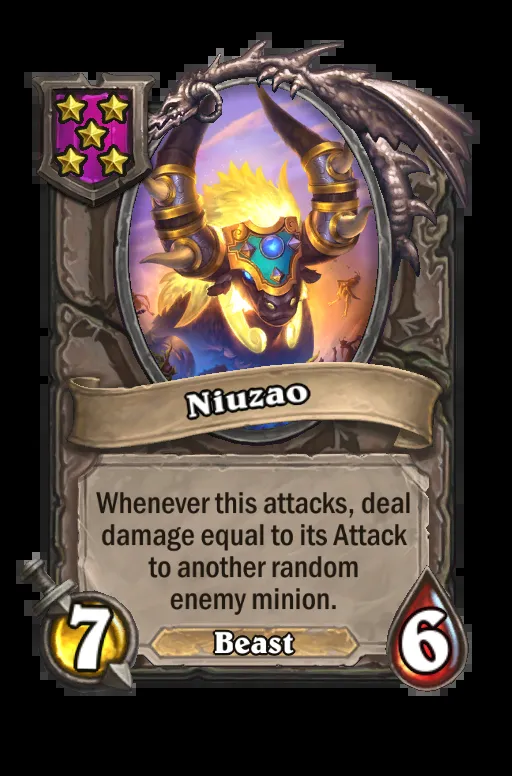 Niuzao
Whenever this attacks, deal
damage equal to its Attack
to another random
enemy minion.
7
Beast
6